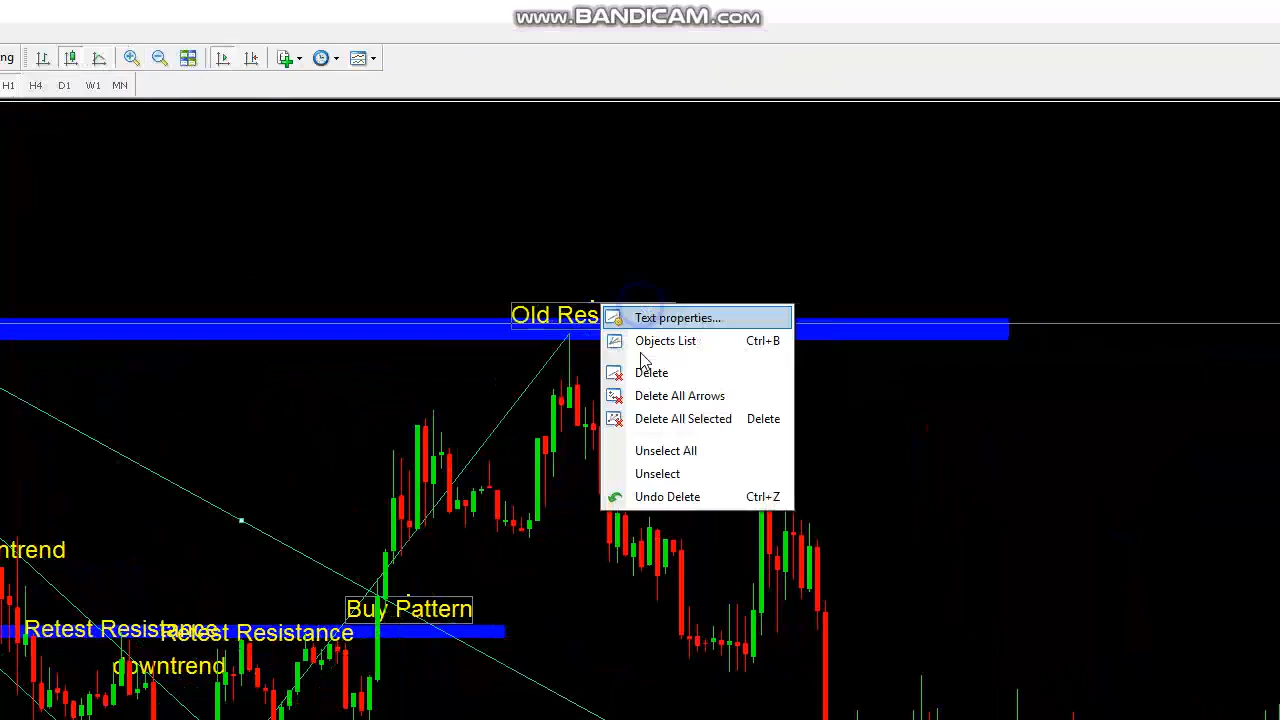 www.BANDICAM.com
ng
H1 H4 D1 W1 MN
Old Res
Text properties...
Objects List Ctrl+B
Delete
Delete All Arrows
Delete All Selected Delete
Unselect All
Unselect
Undo Delete Ctrl+Z
ntrend
Buy Pattern
Retest Resistance
Retest Resistance
downtrend